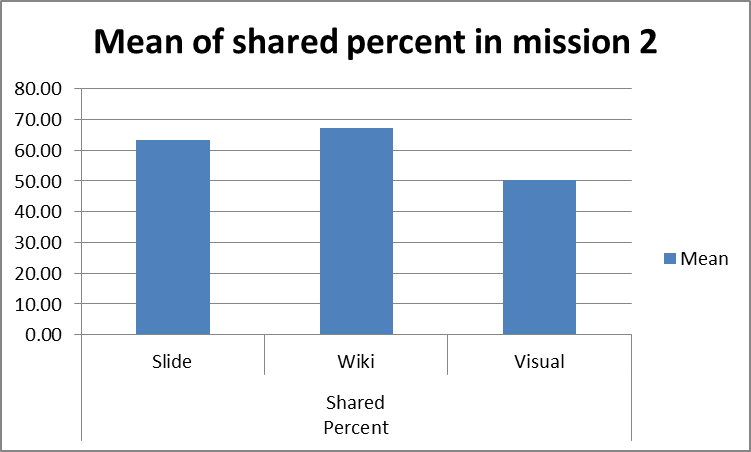 Mean of shared percent in mission 2
80.00
70.00
60.00
50.00
40.00
30.00
20.00
10.00
0.00
Mean
Slide Wiki Visual
Shared
Percent